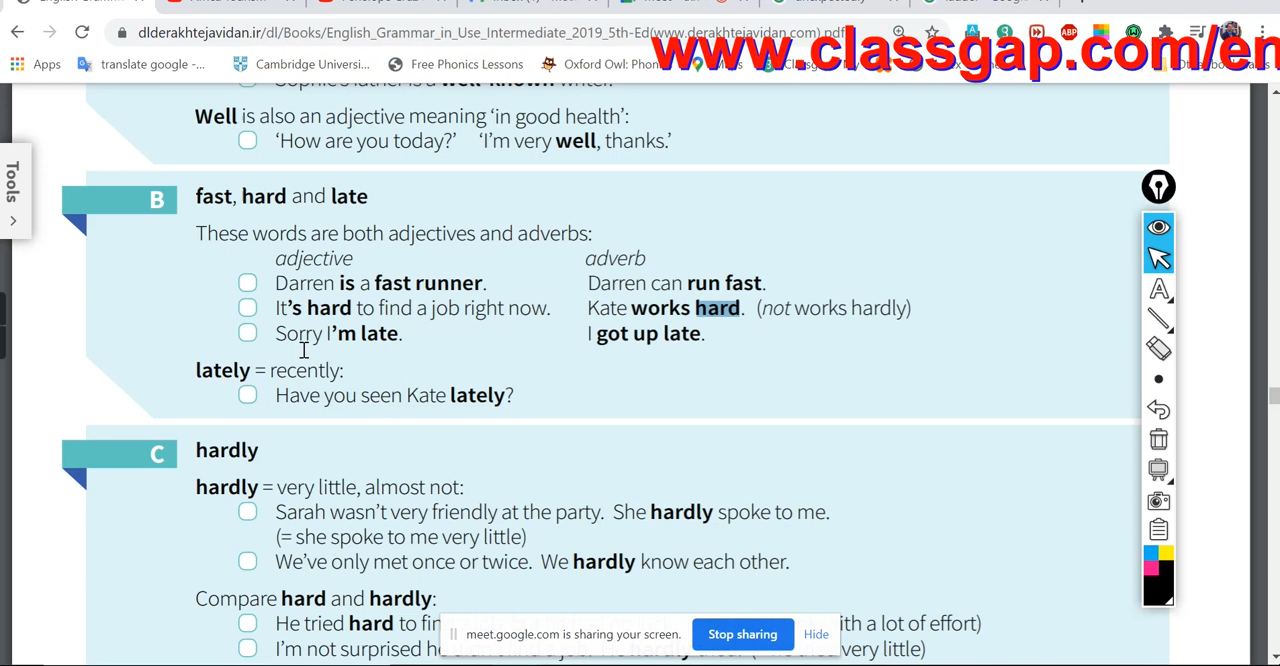 dlderakhtejavidan.ir/dl/Books/English_Grammar_in_Use_Intermediate_2019_5th-Ed(www.derakhtejavidan.com).pdf
www.classgap.com/en
Apps translate google -... Cambridge Universi... Free Phonics Lessons Oxford Owl: Phon
Well is also an adjective meaning ‘in good health’:
‘How are you today?’ ‘I’m very well, thanks.’
Tools
B
fast, hard and late
These words are both adjectives and adverbs:
adjective adverb
Darren is a fast runner. Darren can run fast.
It’s hard to find a job right now. Kate works hard. (not works hardly)
Sorry I’m late. I got up late.
lately = recently:
Have you seen Kate lately?
C
hardly
hardly = very little, almost not:
Sarah wasn’t very friendly at the party. She hardly spoke to me.
(= she spoke to me very little)
We’ve only met once or twice. We hardly know each other.
Compare hard and hardly:
He tried hard to fin with a lot of effort)
meet.google.com is sharing your screen. Stop sharing Hide
I’m not surprised he very little)